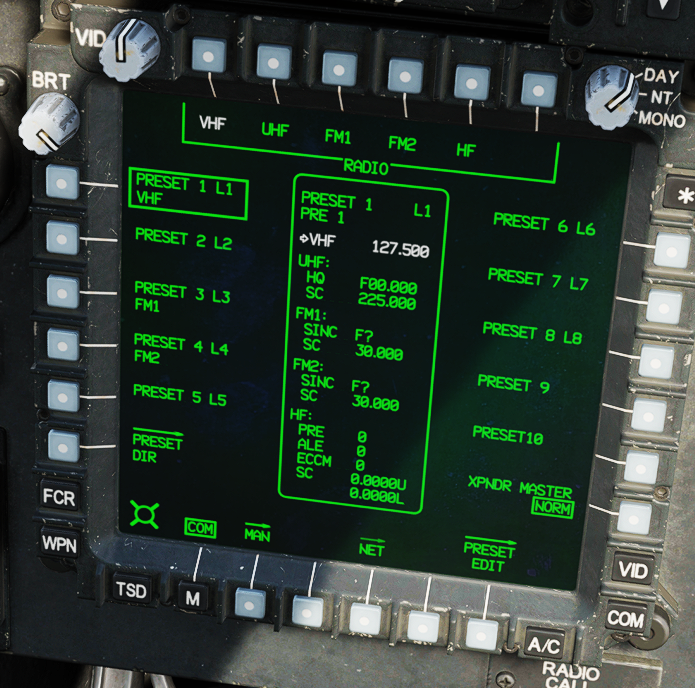 VID
BRT
DAY
NT
MONO
*
VHF UHF FM1 FM2 HF
RADIO
PRESET 1 L1
VHF
PRESET 2 L2
PRESET 3 L3
FM1
PRESET 4 L4
FM2
PRESET 5 L5
PRESET
DIR
PRESET 1 L1
PRE 1
VHF 127.500
UHF:
HQ F00.000
SC 225.000
FM1:
SINC F?
SC 30.000
FM2:
SINC F?
SC 30.000
HF:
PRE 0
ALE 0
ECCM 0
SC 0.0000U
0.0000L
PRESET 6 L6
PRESET 7 L7
PRESET 8 L8
PRESET 9
PRESET10
XPNDR MASTER
NORM
COM MAN NET PRESET
EDIT
FCR
WPN
TSD
M
VID
COM
A/C
RADIO
CALL